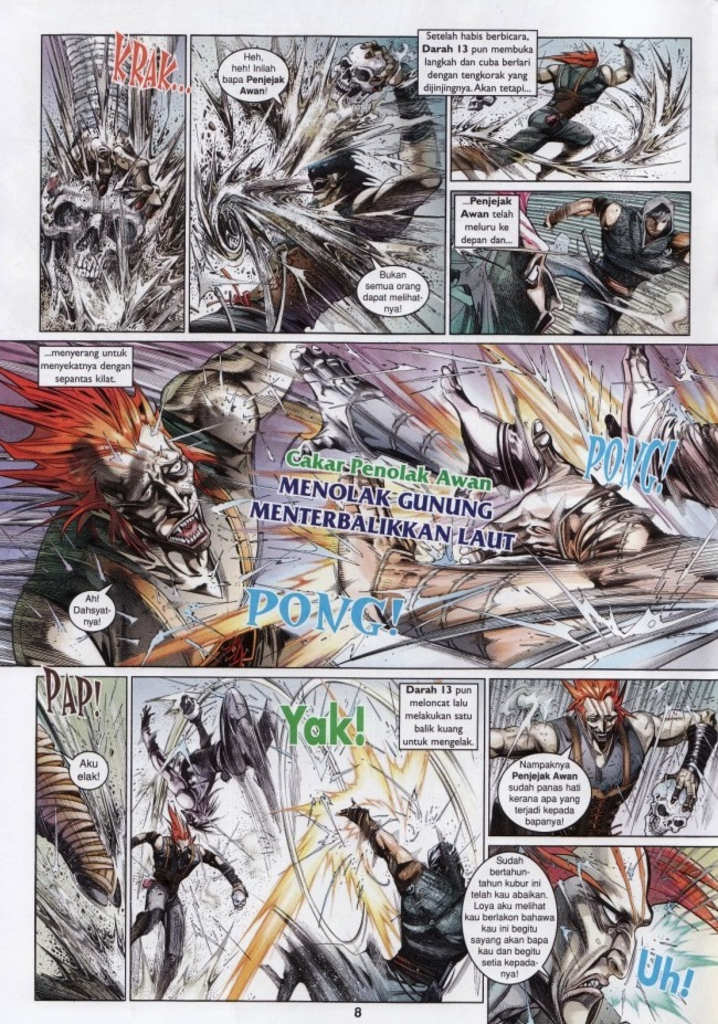 KRAK...
Heh,
heh! Inilah
bapa Penjejak
Awan!
Bukan
semua orang
dapat melihat-
nya!
Setelah habis berbicara,
Darah 13 pun membuka
langkah dan cuba berlari
dengan tengkorak yang
dijinjingnya. Akan tetapi...
...Penjejak
Awan telah
meluru ke
depan dan...
...menyerang untuk
menyekatnya dengan
sepantas kilat.
Cakar Penolak Awan
MENOLAK GUNUNG
MENTERBALIKKAN LAUT
PONG!
Ah!
Dahsyat-
nya!
PONG!
PAP!
Aku
elak!
Yak!
Darah 13 pun
meloncat lalu
melakukan satu
balik kuang
untuk mengelak.
Nampaknya
Penjejak Awan
sudah panas hati
kerana apa yang
terjadi kepada
bapanya!
Sudah
bertahun-
tahun kubur ini
telah kau abaikan.
Loya aku melihat
kau berlakon bahawa
kau ini begitu
sayang akan bapa
kau dan begitu
setia kepada-
nya!
Uh!
8